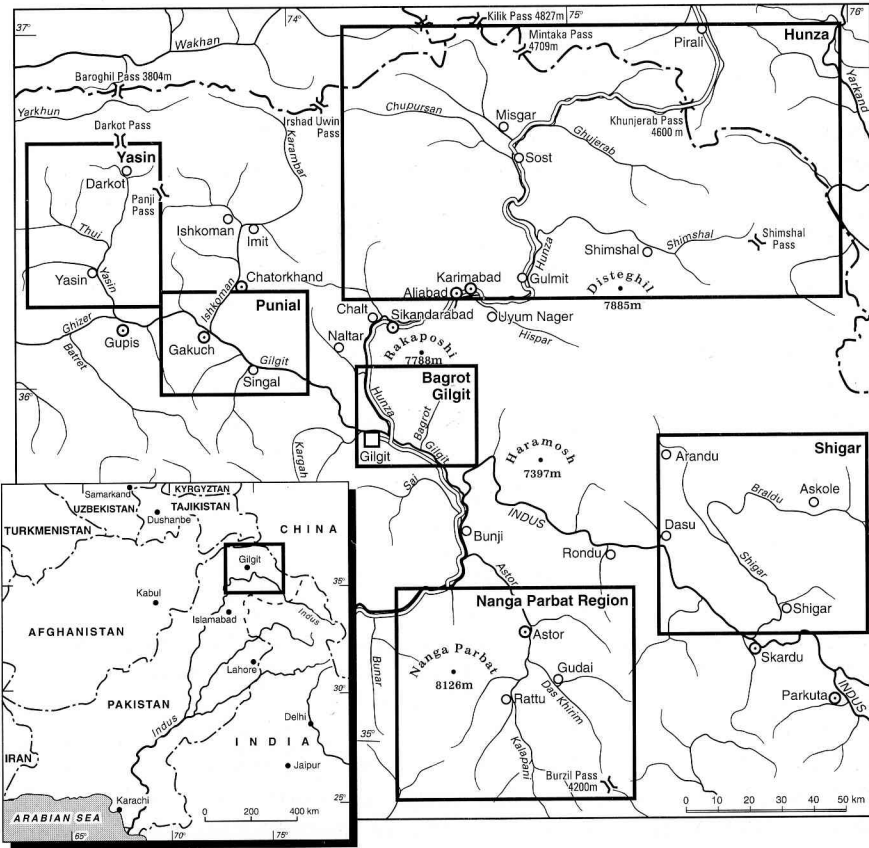 74°
75°
76°
37°
Wakhan
Kilik Pass 4827m
Mintaka Pass
4709m
Pirali
Hunza
Yarkand
Baroghil Pass 3804m
Yarkhun
Irshad Uwin
Pass
Chupursan
Misgar
Khunjerab Pass
4600 m
Ghujerab
Sost
Darkot Pass
Yasin
Darkot
Panji
Pass
Karambar
Thui
Ishkoman
Imit
Yasin
Yasin
Chatorkhand
Ishkoman
Punial
Shimshal
Shimshal
Shimshal
Pass
Hunza
Gulmit
Karimabad
Aliabad
Disteghil
7885m
Chalt
Sikandarabad
Uyum Nager
Hispar
Naltar
Ghizer
Gupis
Gakuch
Batret
Gilgit
Singal
36°
Rakaposhi
7788m
Bagrot
Gilgit
Hunza
Bagrot
Gilgit
Gilgit
Kargah
Sai
Haramosh
7397m
Shigar
Arandu
Askole
Braldu
INDUS
Dasu
Bunji
Rondu
Shigar
Shigar
Astor
Nanga Parbat Region
Astor
Skardu
Nanga Parbat
8126m
Gudai
Das Khirim
Rattu
Bunar
Parkuta
INDUS
35°
Kalapani
Burzil Pass
4200m
0 10 20 30 40 50 km
Samarkand
KYRGYZTAN
UZBEKISTAN
TAJIKISTAN
Dushanbe
TURKMENISTAN
CHINA
Gilgit
35°
Kabul
Islamabad
Indus
AFGHANISTAN
Lahore
30°
PAKISTAN
Indus
Delhi
INDIA
IRAN
Jaipur
25°
Karachi
0 200 400 km
ARABIAN SEA
65°
70°
75°